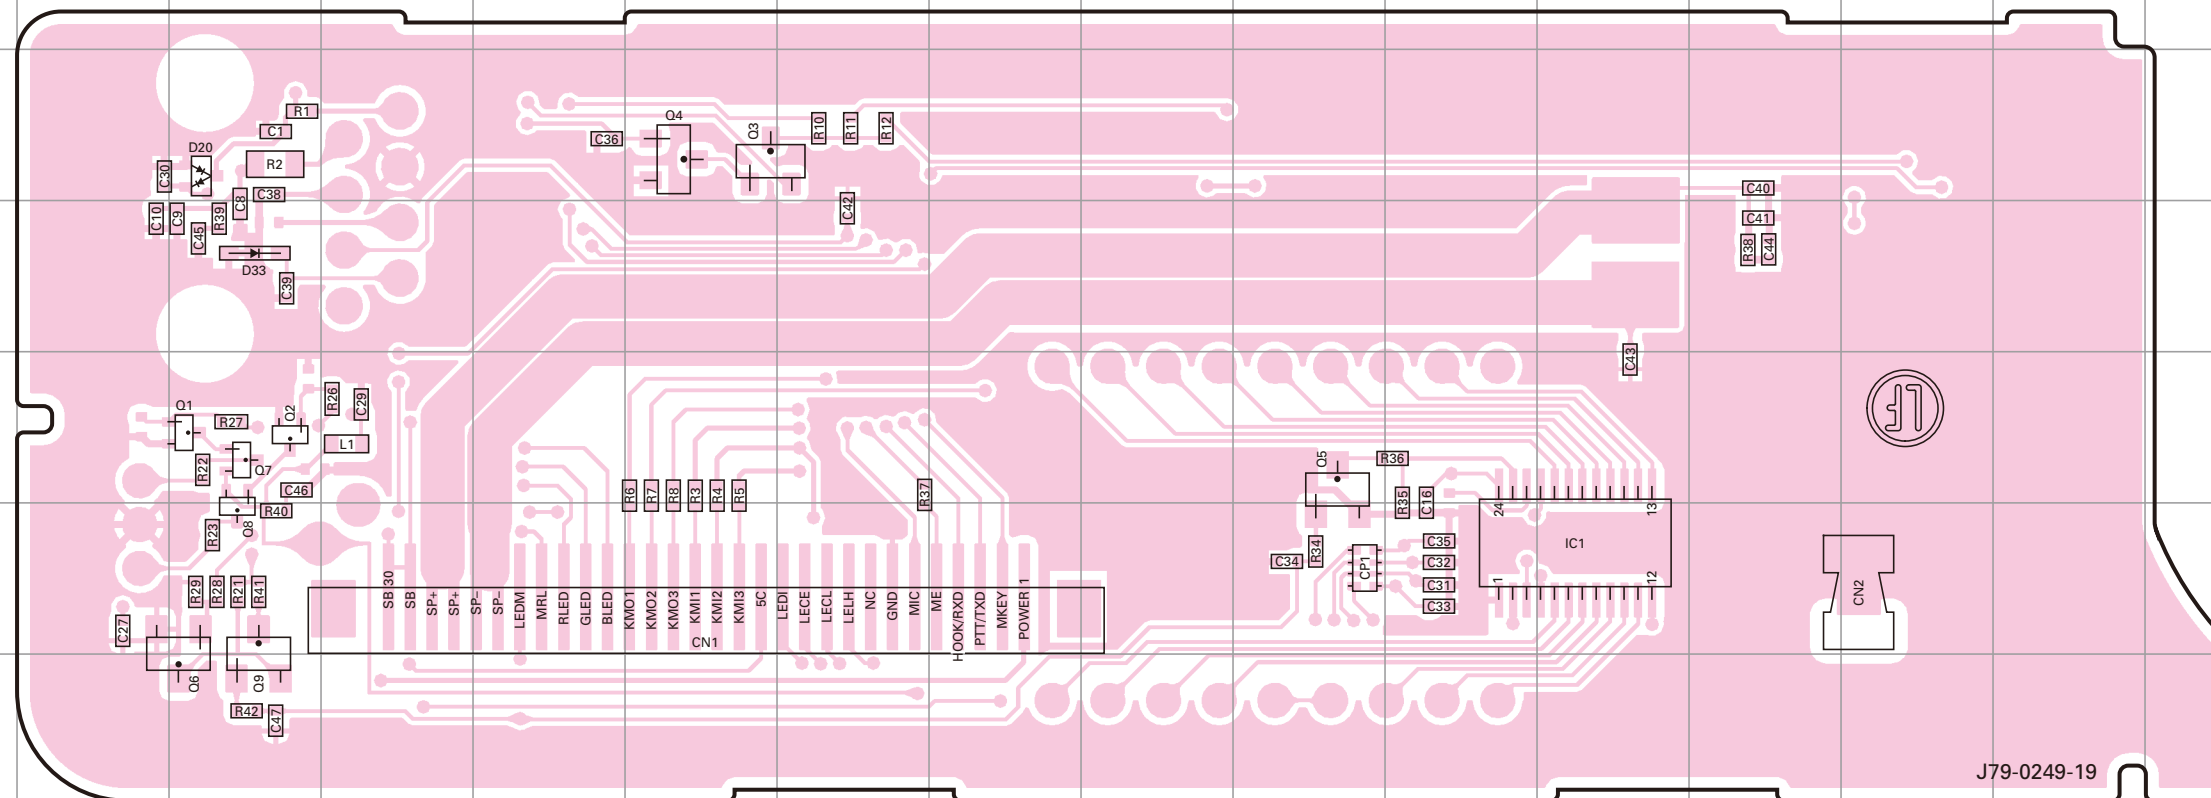 R1
C1
D20
R2
C30
C38
C8
C10
C9
R39
C45
D33
C39
C36
Q4
Q3
R10
R11
R12
C42
C40
C41
R38
C44
C43
Q1
R27
Q2
R26
C29
L1
R22
Q7
C46
R40
R23
Q8
R29
R28
R21
R41
C27
Q6
Q9
R42
C47
R6
R7
R8
R3
R4
R5
R37
SB 30
SB
SP+
SP+
SP-
SP-
LEDM
MRL
RLED
GLED
BLED
KMO1
KMO2
KMO3
KMI1
KMI2
KMI3
5C
LEDI
LECE
LECL
LELH
NC
GND
MIC
ME
HOOK/RXD
PTT/TXD
MKEY
POWER 1
CN1
Q5
R36
R35
C16
R34
C34
CP1
C35
C32
C31
C33
24
13
IC1
1
12
CN2
J79-0249-19